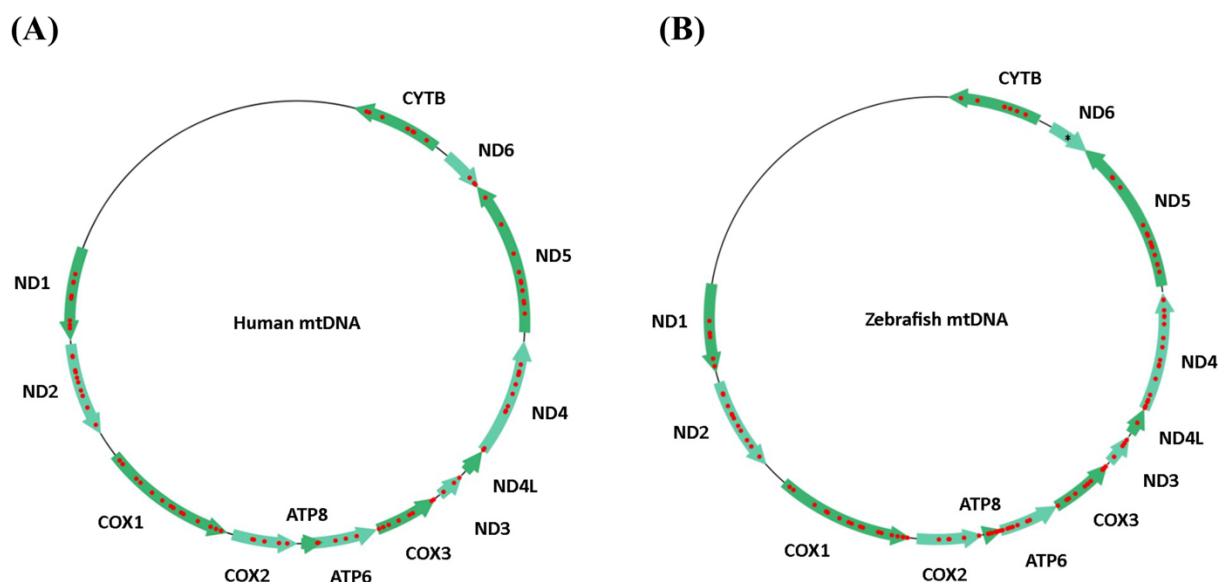 (A)
CYTB
ND6
ND5
ND4
ND4L
ND3
COX3
ATP6
ATP8
COX2
COX1
ND2
ND1
Human mtDNA
(B)
CYTB
ND6
*
ND5
ND4
ND4L
ND3
COX3
ATP6
ATP8
COX2
COX1
ND2
ND1
Zebrafish mtDNA